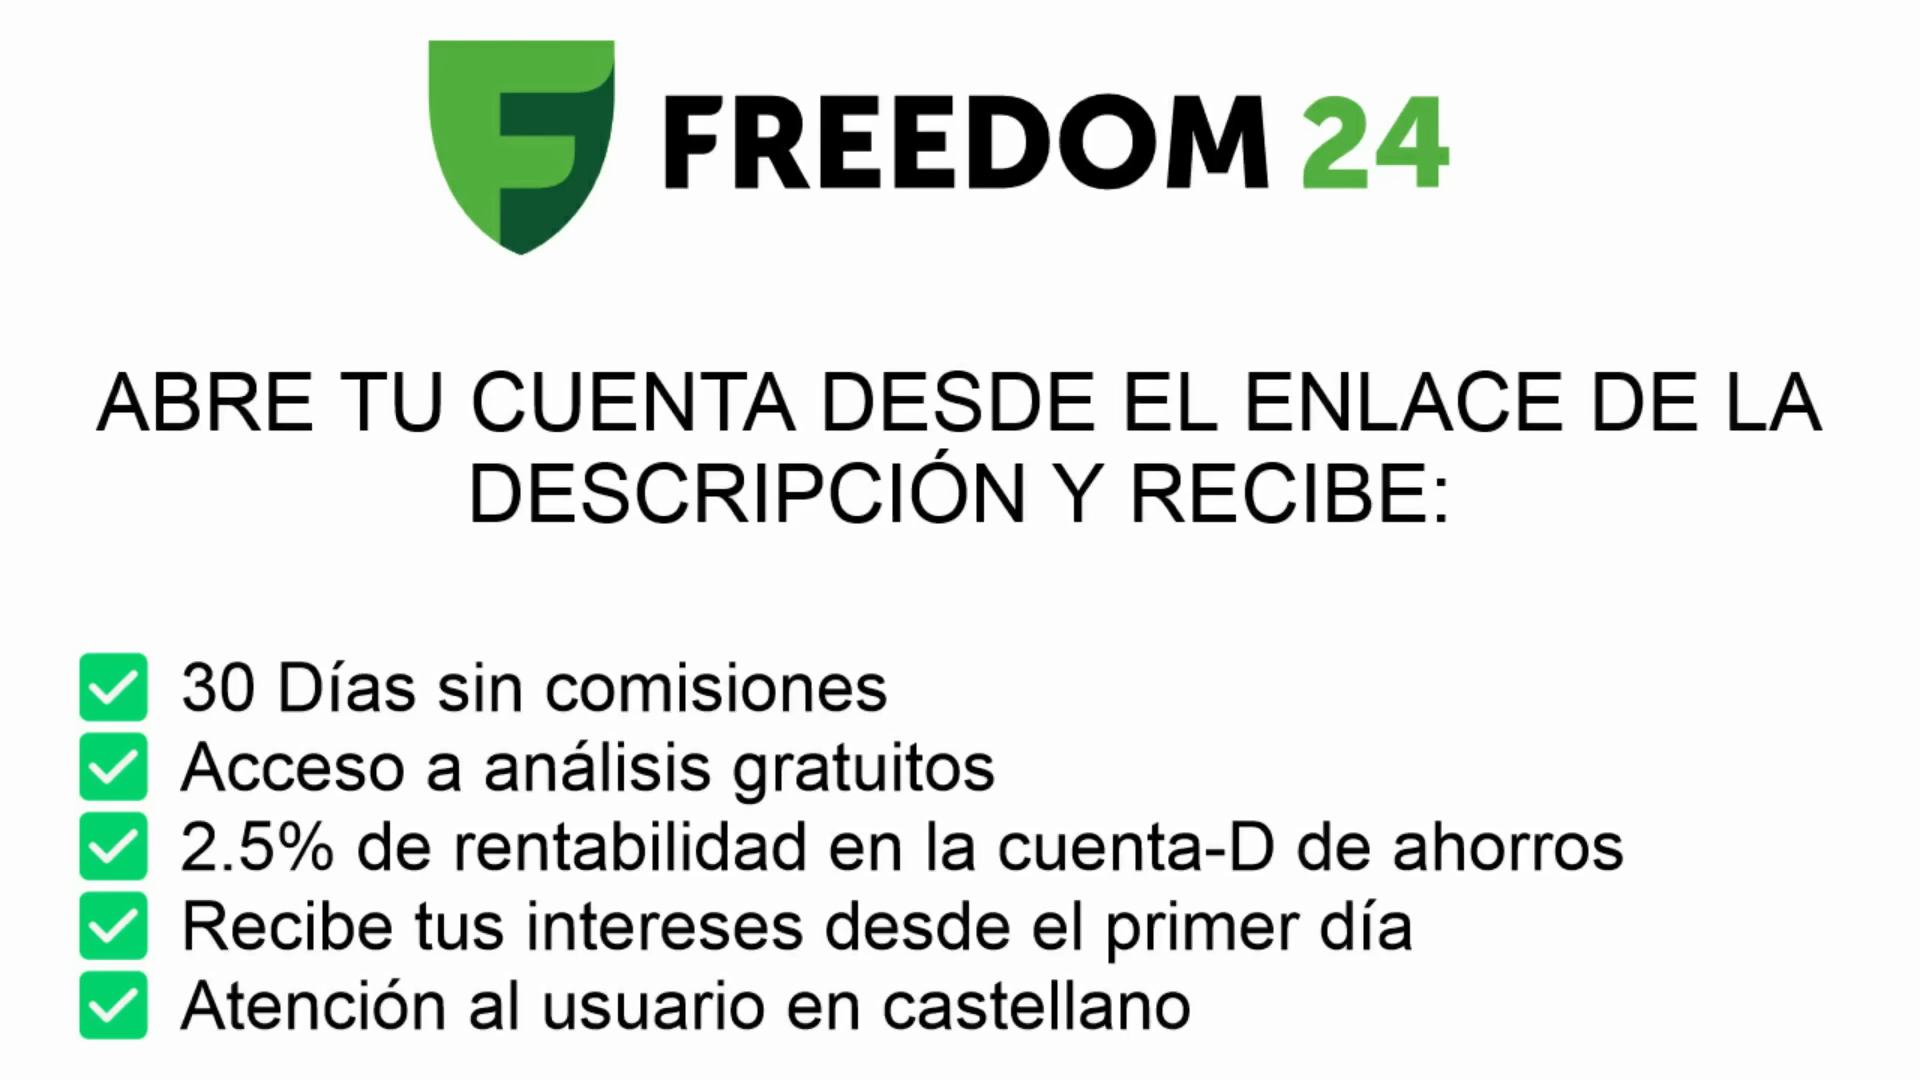 FREEDOM 24
ABRE TU CUENTA DESDE EL ENLACE DE LA
DESCRIPCIÓN Y RECIBE:
30 Días sin comisiones
Acceso a análisis gratuitos
2.5% de rentabilidad en la cuenta-D de ahorros
Recibe tus intereses desde el primer día
Atención al usuario en castellano